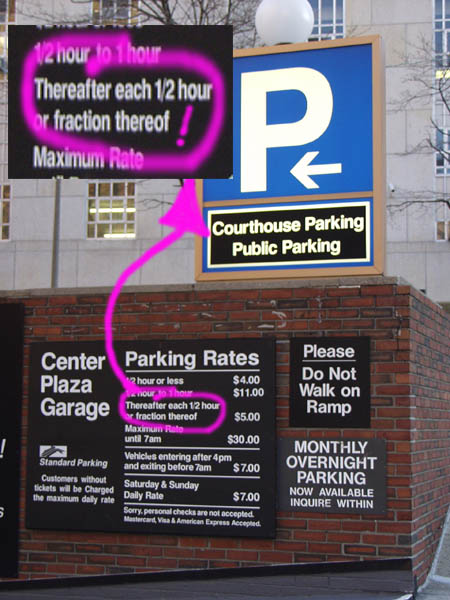 1/2 hour to 1 hour
Thereafter each 1/2 hour
or fraction thereof
Maximum Rate
P
Courthouse Parking
Public Parking
Center
Plaza
Garage
Standard Parking
Customers without
tickets will be Charged
the maximum daily rate
Parking Rates
1/2 hour or less $4.00
1/2 hour to 1 hour $11.00
Thereafter each 1/2 hour
or fraction thereof $5.00
Maximum Rate
until 7am $30.00
Vehicles entering after 4pm
and exiting before 7am $7.00
Saturday & Sunday
Daily Rate $7.00
Sorry, personal checks are not accepted.
Mastercard, Visa & American Express Accepted.
Please
Do Not
Walk on
Ramp
MONTHLY
OVERNIGHT
PARKING
NOW AVAILABLE
INQUIRE WITHIN